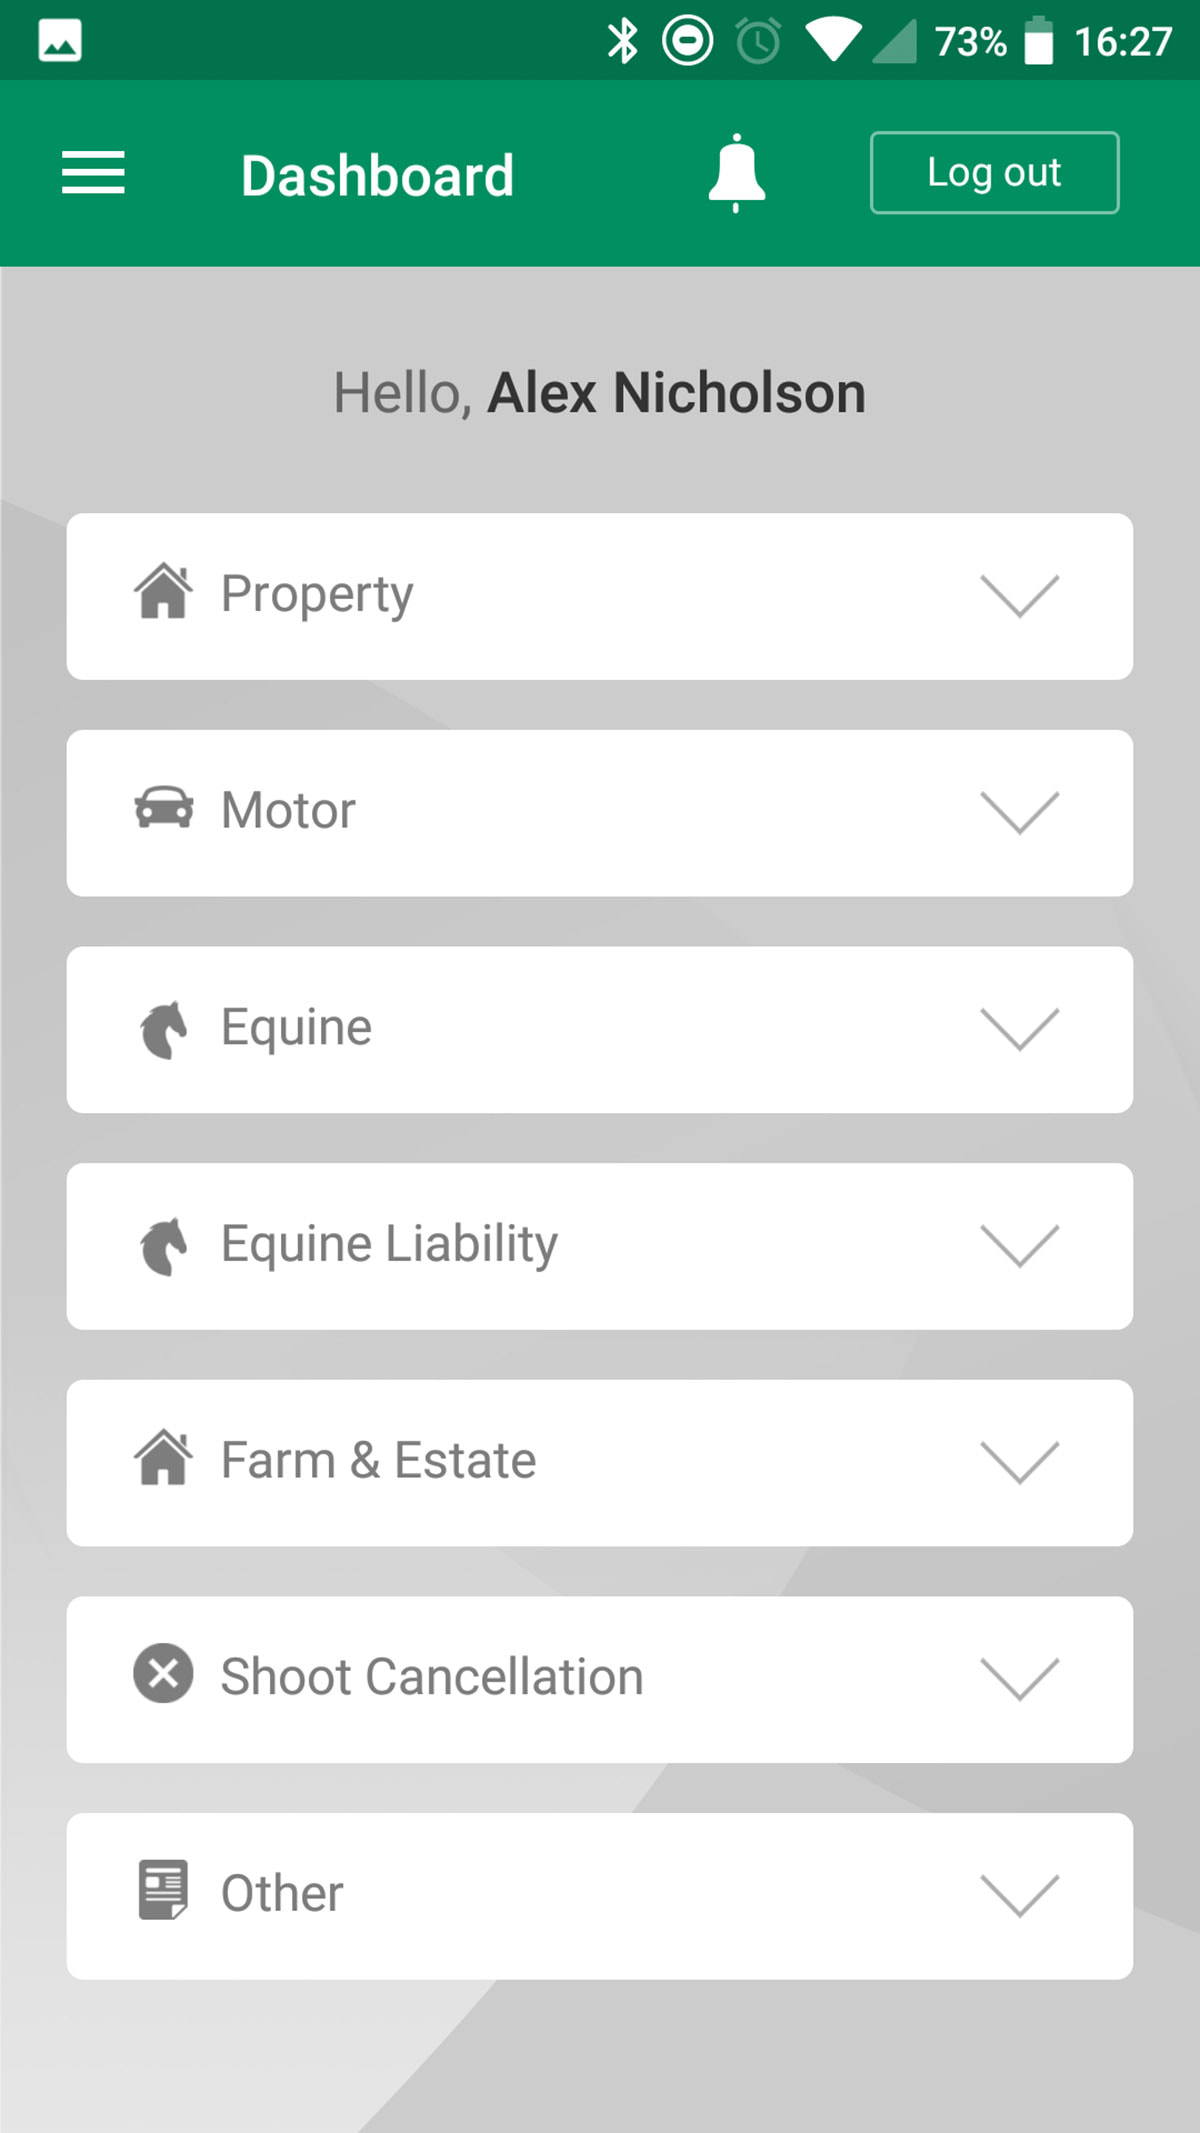 73% 16:27
Dashboard Log out
Hello, Alex Nicholson
Property
Motor
Equine
Equine Liability
Farm & Estate
Shoot Cancellation
Other